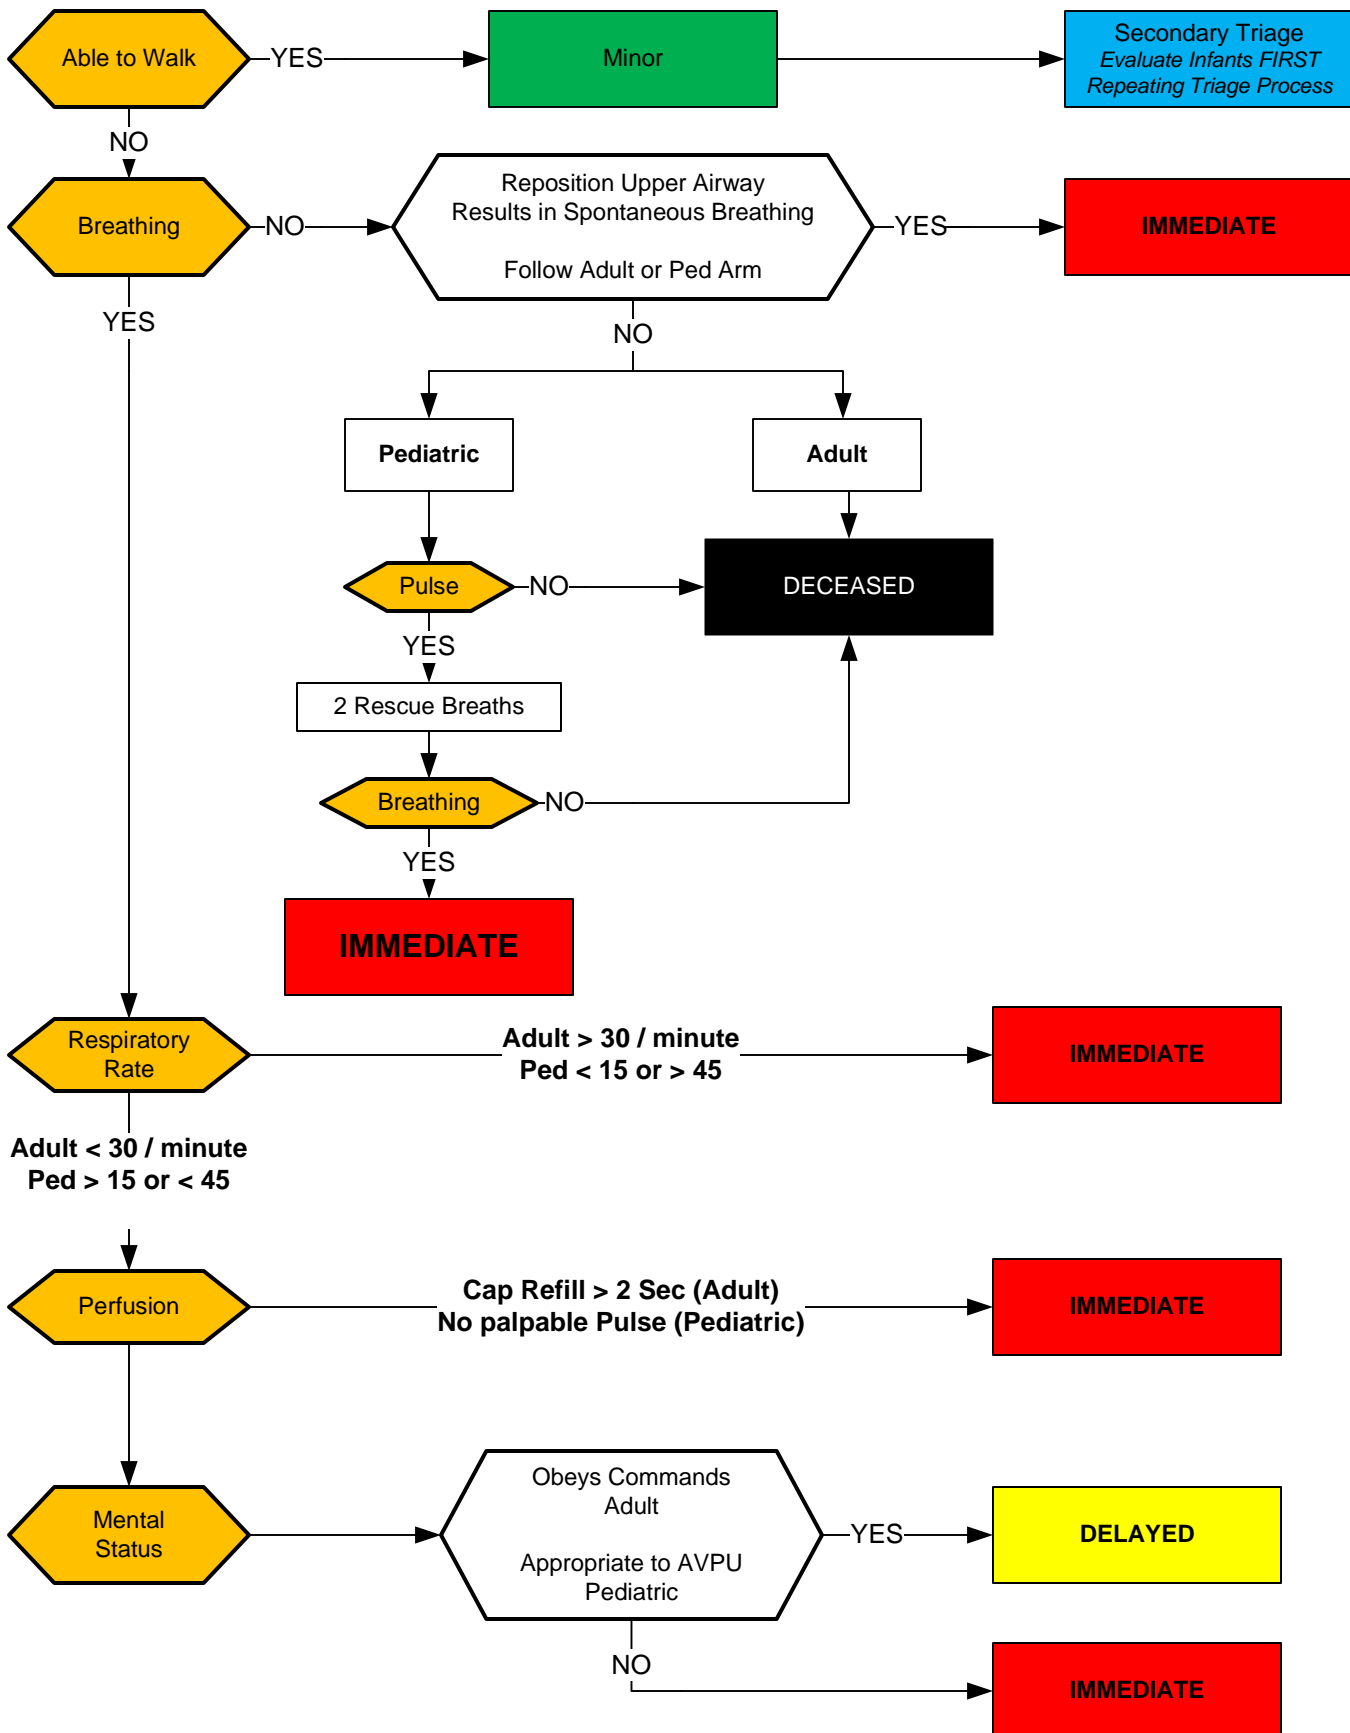 Able to Walk
YES
Minor
Secondary Triage
Evaluate Infants FIRST
Repeating Triage Process
NO
Breathing
NO
Reposition Upper Airway
Results in Spontaneous Breathing
Follow Adult or Ped Arm
YES
IMMEDIATE
YES
NO
Pediatric
Adult
Pulse
NO
DECEASED
YES
2 Rescue Breaths
Breathing
NO
YES
IMMEDIATE
Respiratory
Rate
Adult > 30 / minute
Ped < 15 or > 45
IMMEDIATE
Adult < 30 / minute
Ped > 15 or < 45
Perfusion
Cap Refill > 2 Sec (Adult)
No palpable Pulse (Pediatric)
IMMEDIATE
Mental
Status
Obeys Commands
Adult
Appropriate to AVPU
Pediatric
YES
DELAYED
NO
IMMEDIATE